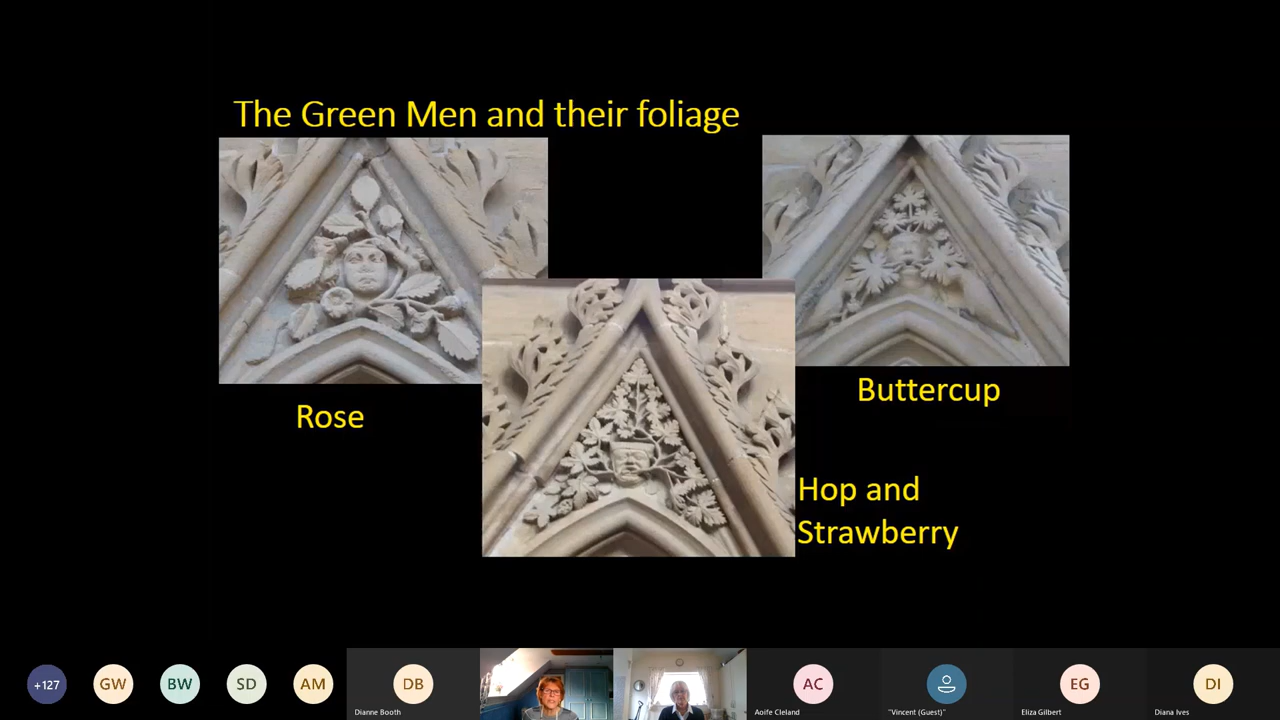 The Green Men and their foliage
Rose
Buttercup
Hop and
Strawberry
+127
GW
BW
SD
AM
DB
Dianne Booth
AC
Aoife Cleland
"Vincent (Guest)"
EG
Eliza Gilbert
DI
Diana Ives